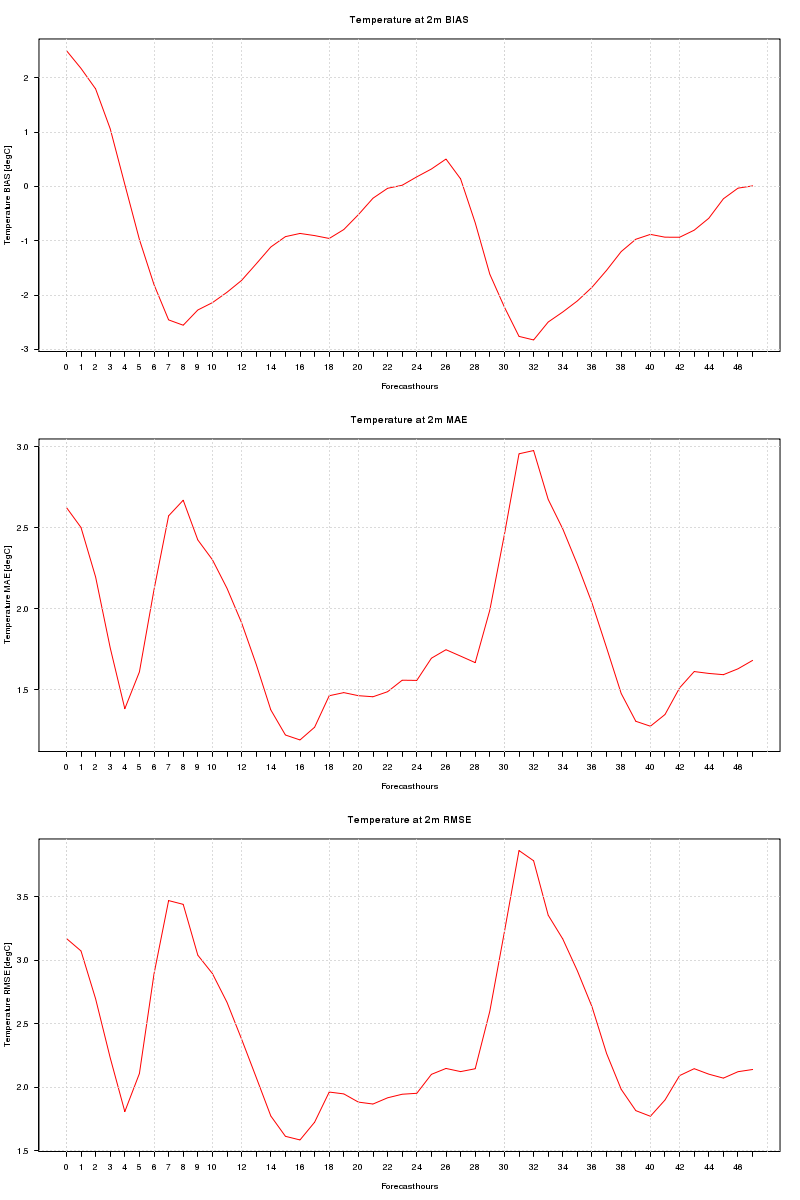 Temperature at 2m BIAS
Temperature BIAS [degC]
2
1
0
-1
-2
-3
0 1 2 3 4 5 6 7 8 9 10 12 14 16 18 20 22 24 26 28 30 32 34 36 38 40 42 44 46
Forecasthours
Temperature at 2m MAE
Temperature MAE [degC]
3.0
2.5
2.0
1.5
0 1 2 3 4 5 6 7 8 9 10 12 14 16 18 20 22 24 26 28 30 32 34 36 38 40 42 44 46
Forecasthours
Temperature at 2m RMSE
Temperature RMSE [degC]
3.5
3.0
2.5
2.0
1.5
0 1 2 3 4 5 6 7 8 9 10 12 14 16 18 20 22 24 26 28 30 32 34 36 38 40 42 44 46
Forecasthours